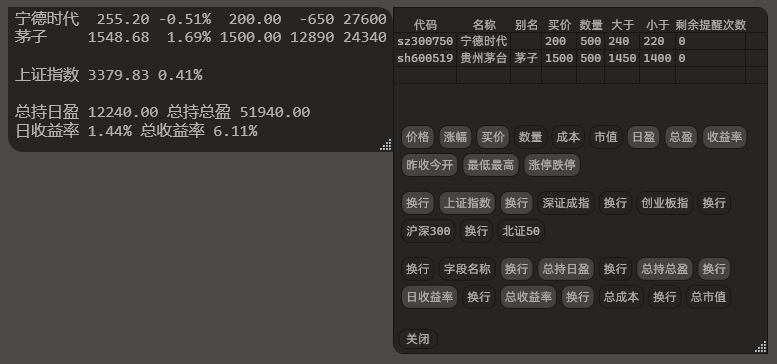 宁德时代 255.20 -0.51% 200.00 -650 27600
茅子 1548.68 1.69% 1500.00 12890 24340
上证指数 3379.83 0.41%
总持日盈 12240.00 总持总盈 51940.00
日收益率 1.44% 总收益率 6.11%
代码 名称 别名 买价 数量 大于 小于 剩余提醒次数
sz300750 宁德时代 200 500 240 220 0
sh600519 贵州茅台 茅子 1500 500 1450 1400 0
价格 涨幅 买价 数量 成本 市值 日盈 总盈 收益率
昨收今开 最低最高 涨停跌停
换行 上证指数 换行 深证成指 换行 创业板指 换行
沪深300 换行 北证50
换行 字段名称 换行 总持日盈 换行 总持总盈 换行
日收益率 换行 总收益率 换行 总成本 换行 总市值
关闭